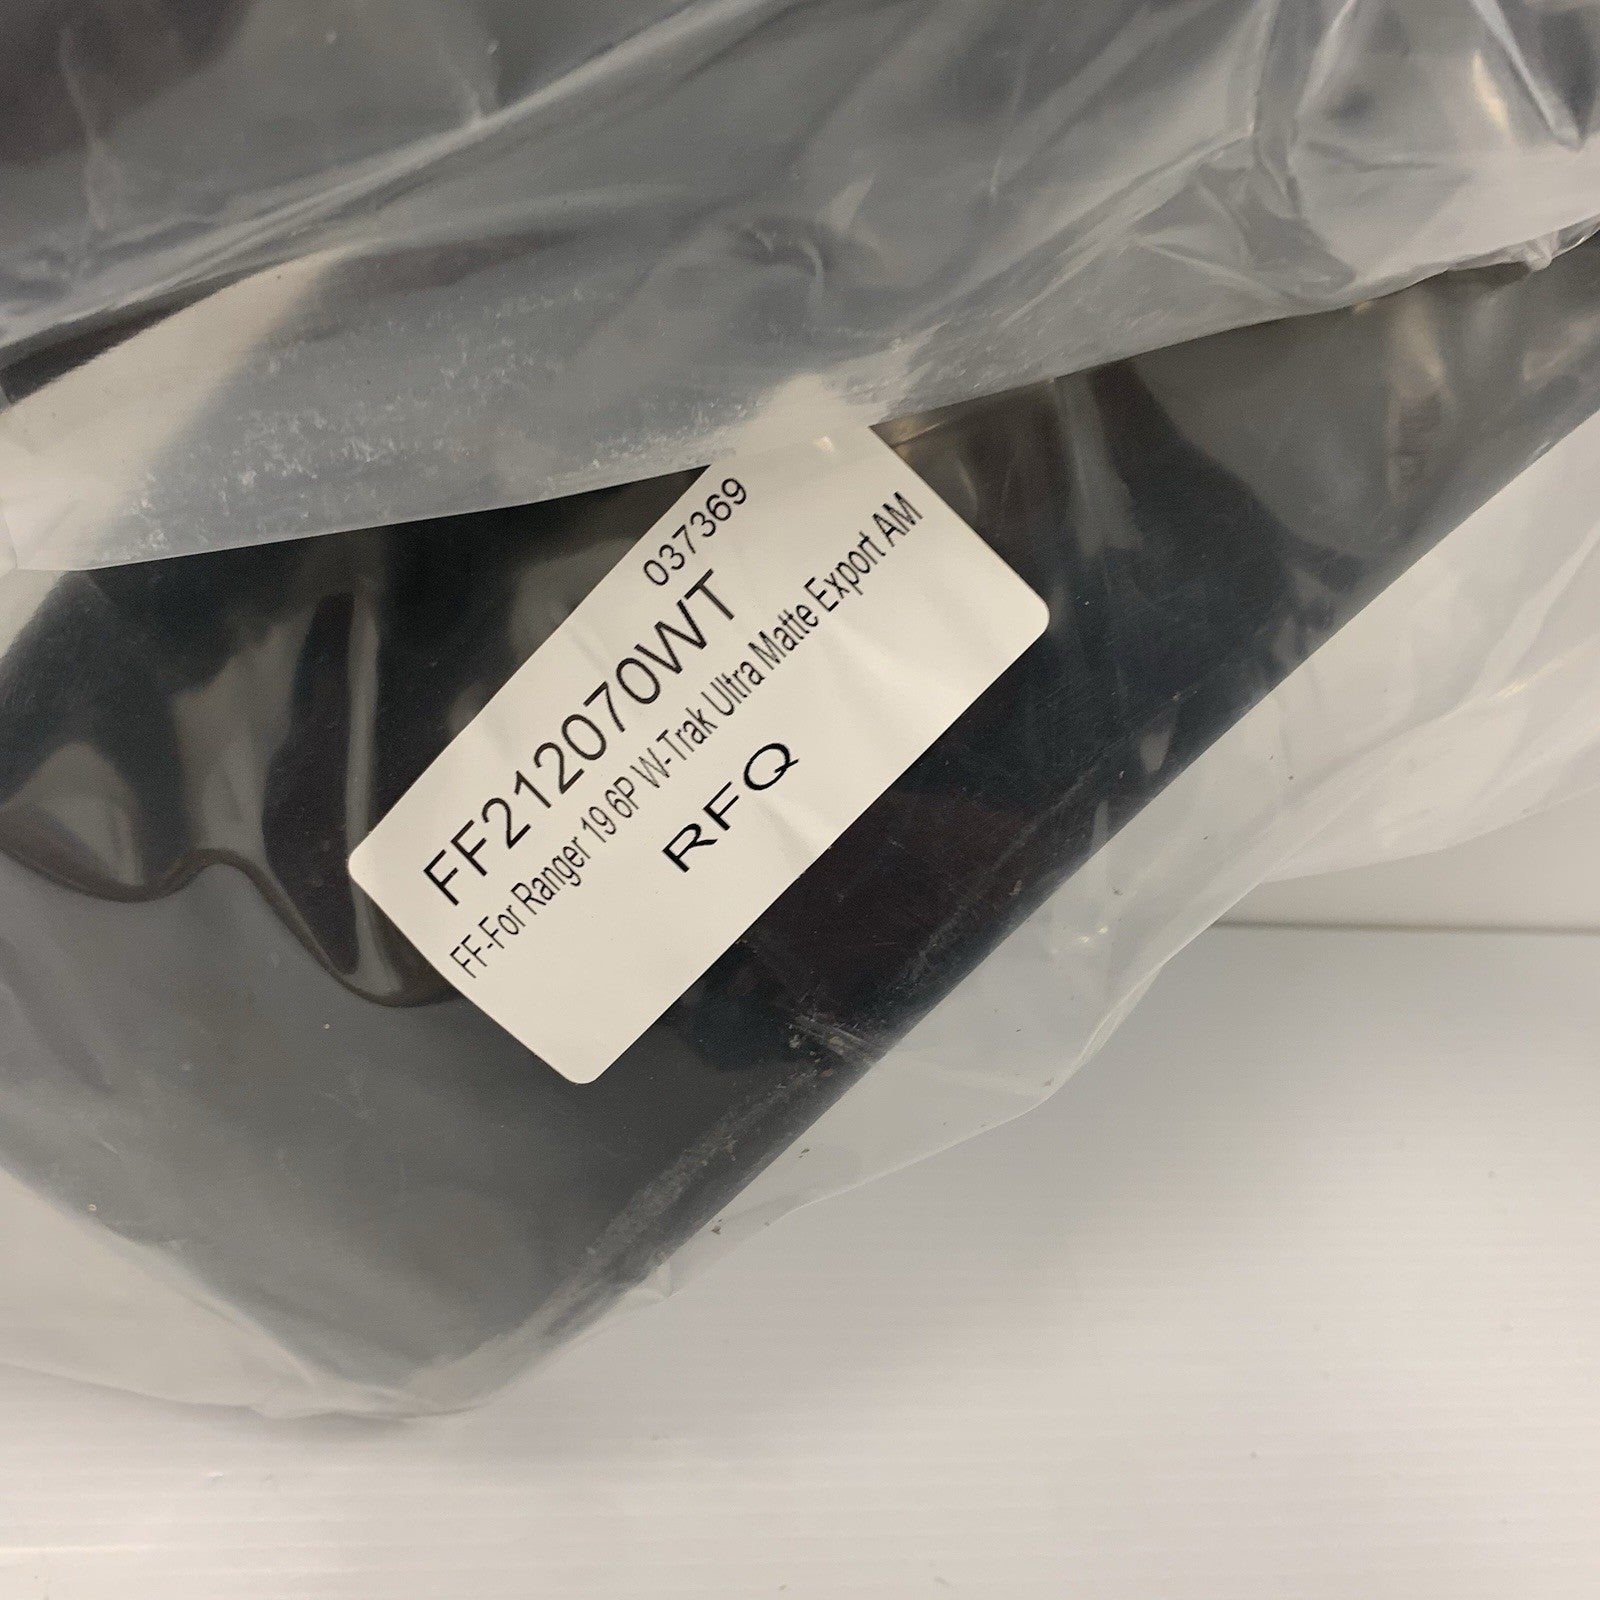 037369
FF212070WT
FF-For Ranger 19 6P W-Trak Ultra Matte Export AM
RFQ